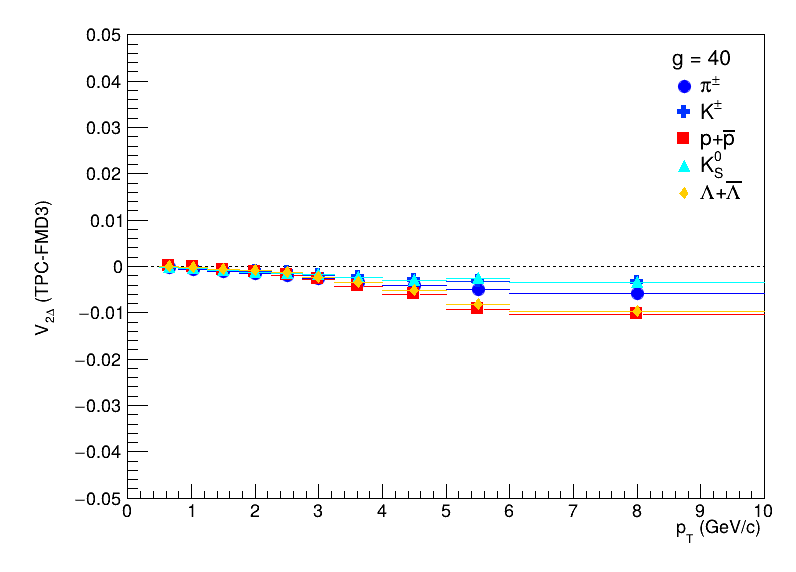 0.05
0.04
0.03
0.02
0.01
0
−0.01
−0.02
−0.03
−0.04
−0.05
V2Δ (TPC-FMD3)
g = 40
π±
K±
p+p̅
K0S
Λ+Λ̅
0 1 2 3 4 5 6 7 8 9 10
pT (GeV/c)